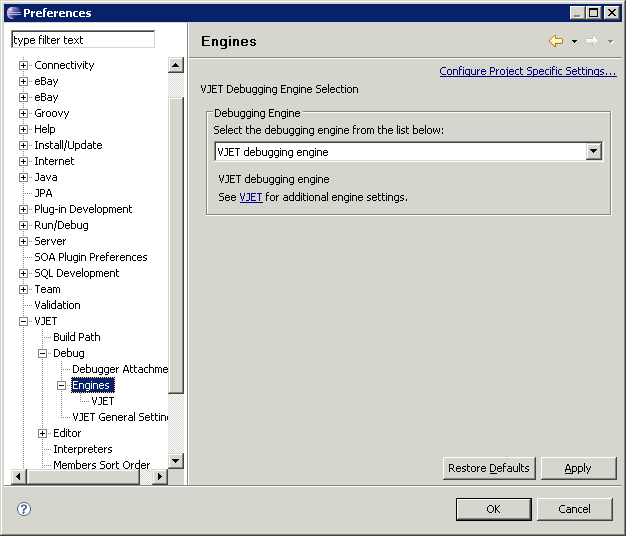 Preferences
type filter text
Connectivity
eBay
eBay
Groovy
Help
Install/Update
Internet
Java
JPA
Plug-in Development
Run/Debug
Server
SOA Plugin Preferences
SQL Development
Team
Validation
VJET
Build Path
Debug
Debugger Attachme
Engines
VJET
VJET General Settin
Editor
Interpreters
Members Sort Order
Engines
Configure Project Specific Settings...
VJET Debugging Engine Selection
Debugging Engine
Select the debugging engine from the list below:
VJET debugging engine
VJET debugging engine
See VJET for additional engine settings.
Restore Defaults
Apply
?
OK
Cancel